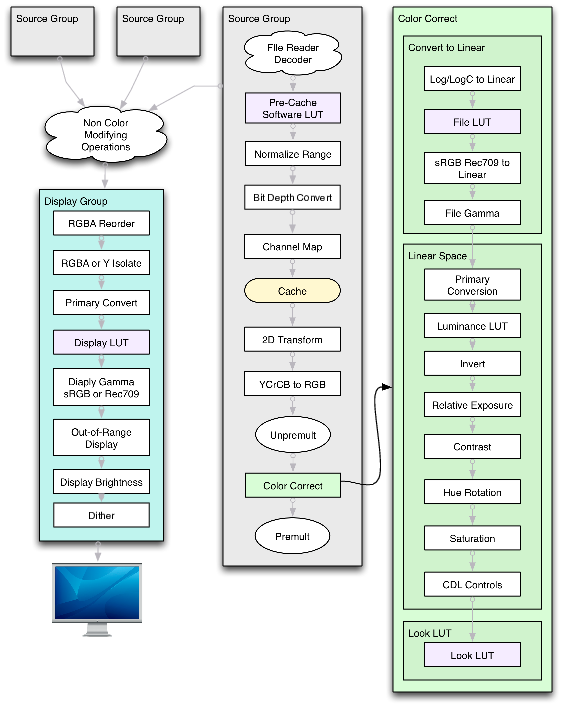 Source Group
Source Group
Non Color
Modifying
Operations
Display Group
RGBA Reorder
RGBA or Y Isolate
Primary Convert
Display LUT
Diaply Gamma
sRGB or Rec709
Out-of-Range
Display
Display Brightness
Dither
Source Group
FIle Reader
Decoder
Pre-Cache
Software LUT
Normalize Range
Bit Depth Convert
Channel Map
Cache
2D Transform
YCrCB to RGB
Unpremult
Color Correct
Premult
Color Correct
Convert to Linear
Log/LogC to Linear
File LUT
sRGB Rec709 to
Linear
File Gamma
Linear Space
Primary
Conversion
Luminance LUT
Invert
Relative Exposure
Contrast
Hue Rotation
Saturation
CDL Controls
Look LUT
Look LUT